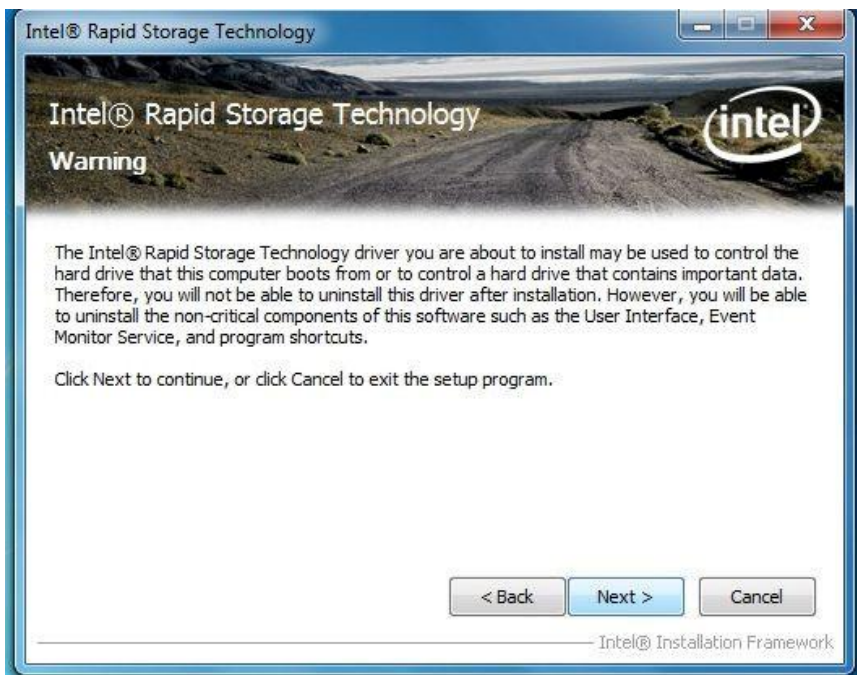 Intel® Rapid Storage Technology
Intel® Rapid Storage Technology
intel
Warning
The Intel® Rapid Storage Technology driver you are about to install may be used to control the
hard drive that this computer boots from or to control a hard drive that contains important data.
Therefore, you will not be able to uninstall this driver after installation. However, you will be able
to uninstall the non-critical components of this software such as the User Interface, Event
Monitor Service, and program shortcuts.
Click Next to continue, or click Cancel to exit the setup program.
< Back Next > Cancel
Intel® Installation Framework